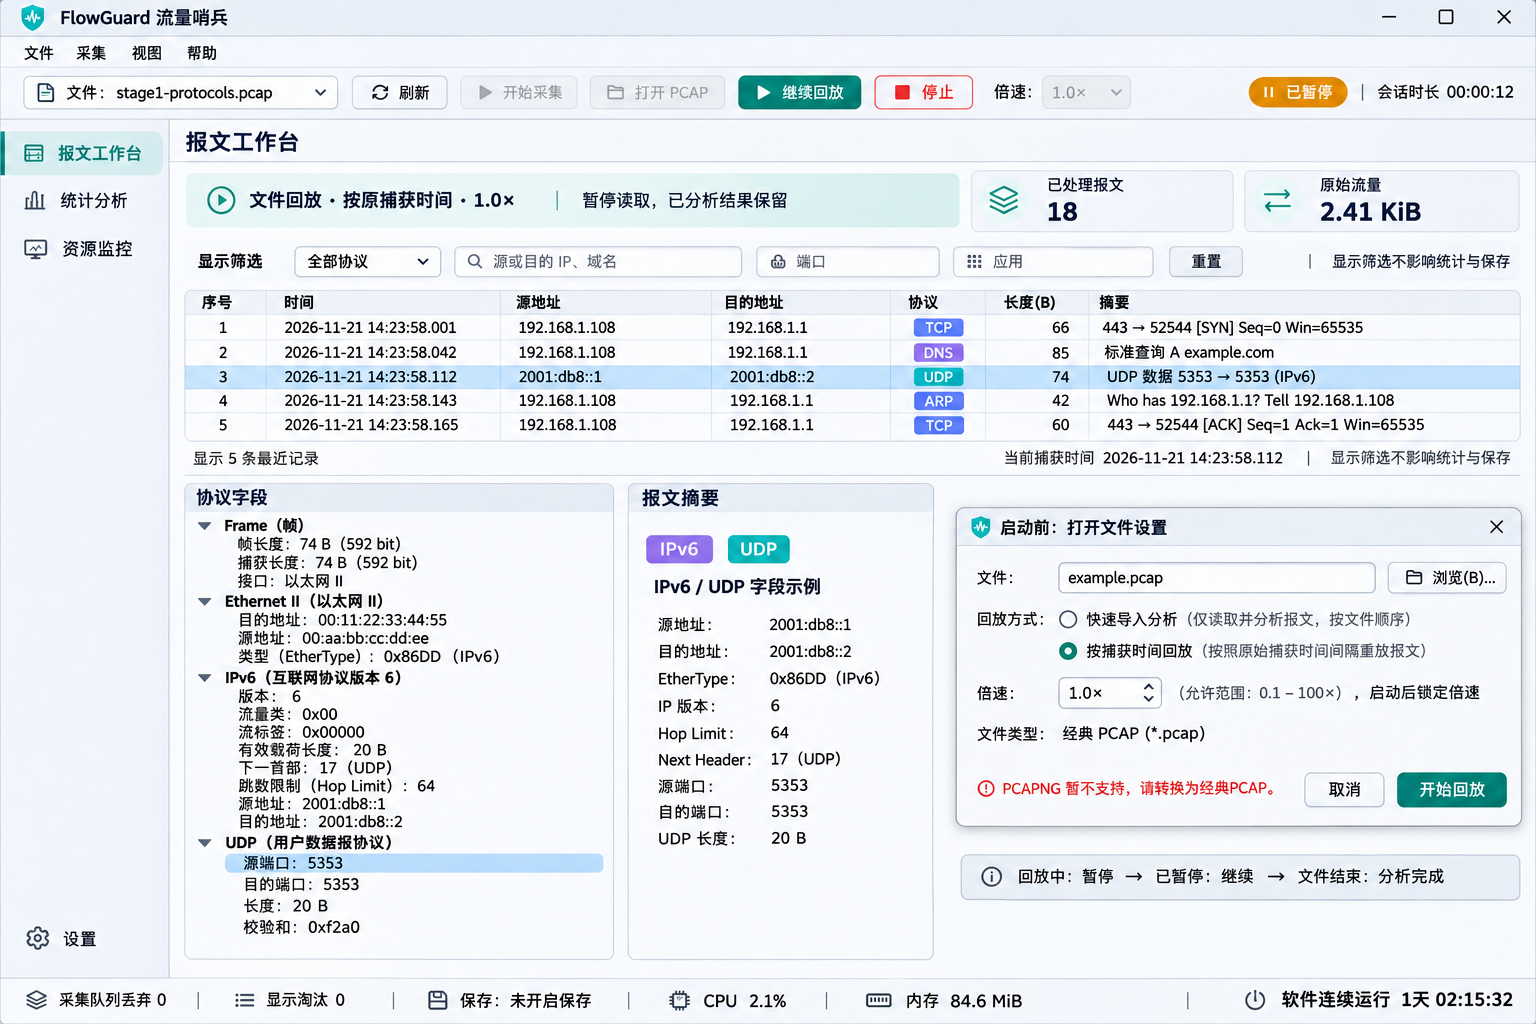 FlowGuard 流量哨兵
文件 采集 视图 帮助
文件： stage1-protocols.pcap 刷新 开始采集 打开 PCAP 继续回放 停止 倍速： 1.0× 已暂停 | 会话时长 00:00:12
报文工作台
统计分析
资源监控
设置
报文工作台
文件回放 · 按原捕获时间 · 1.0× | 暂停读取，已分析结果保留
已处理报文
18
原始流量
2.41 KiB
显示筛选 全部协议 源或目的 IP、域名 端口 应用 重置 | 显示筛选不影响统计与保存
序号 时间 源地址 目的地址 协议 长度(B) 摘要
1 2026-11-21 14:23:58.001 192.168.1.108 192.168.1.1 TCP 66 443 → 52544 [SYN] Seq=0 Win=65535
2 2026-11-21 14:23:58.042 192.168.1.108 192.168.1.1 DNS 85 标准查询 A example.com
3 2026-11-21 14:23:58.112 2001:db8::1 2001:db8::2 UDP 74 UDP 数据 5353 → 5353 (IPv6)
4 2026-11-21 14:23:58.143 192.168.1.108 192.168.1.1 ARP 42 Who has 192.168.1.1? Tell 192.168.1.108
5 2026-11-21 14:23:58.165 192.168.1.108 192.168.1.1 TCP 60 443 → 52544 [ACK] Seq=1 Ack=1 Win=65535
显示 5 条最近记录 当前捕获时间 2026-11-21 14:23:58.112 | 显示筛选不影响统计与保存
协议字段
Frame（帧）
帧长度：74 B（592 bit）
捕获长度：74 B（592 bit）
接口：以太网 II
Ethernet II（以太网 II）
目的地址：00:11:22:33:44:55
源地址：00:aa:bb:cc:dd:ee
类型（EtherType）：0x86DD （IPv6）
IPv6（互联网协议版本 6）
版本： 6
流量类：0x00
流标签：0x00000
有效载荷长度： 20 B
下一首部：17（UDP）
跳数限制（Hop Limit）：64
源地址：2001:db8::1
目的地址：2001:db8::2
UDP（用户数据报协议）
源端口：5353
目的端口：5353
长度：20 B
校验和：0xf2a0
报文摘要
IPv6 UDP
IPv6 / UDP 字段示例
源地址： 2001:db8::1
目的地址： 2001:db8::2
EtherType： 0x86DD（IPv6）
IP 版本： 6
Hop Limit： 64
Next Header： 17（UDP）
源端口： 5353
目的端口： 5353
UDP 长度： 20 B
启动前：打开文件设置
文件： example.pcap 浏览(B)...
回放方式： 快速导入分析（仅读取并分析报文，按文件顺序）
按捕获时间回放（按照原始捕获时间间隔重放报文）
倍速： 1.0× （允许范围：0.1 – 100×），启动后锁定倍速
文件类型： 经典 PCAP (*.pcap)
PCAPNG 暂不支持，请转换为经典PCAP。 取消 开始回放
回放中：暂停 → 已暂停：继续 → 文件结束：分析完成
采集队列丢弃 0 | 显示淘汰 0 | 保存：未开启保存 | CPU 2.1% | 内存 84.6 MiB | 软件连续运行 1天 02:15:32